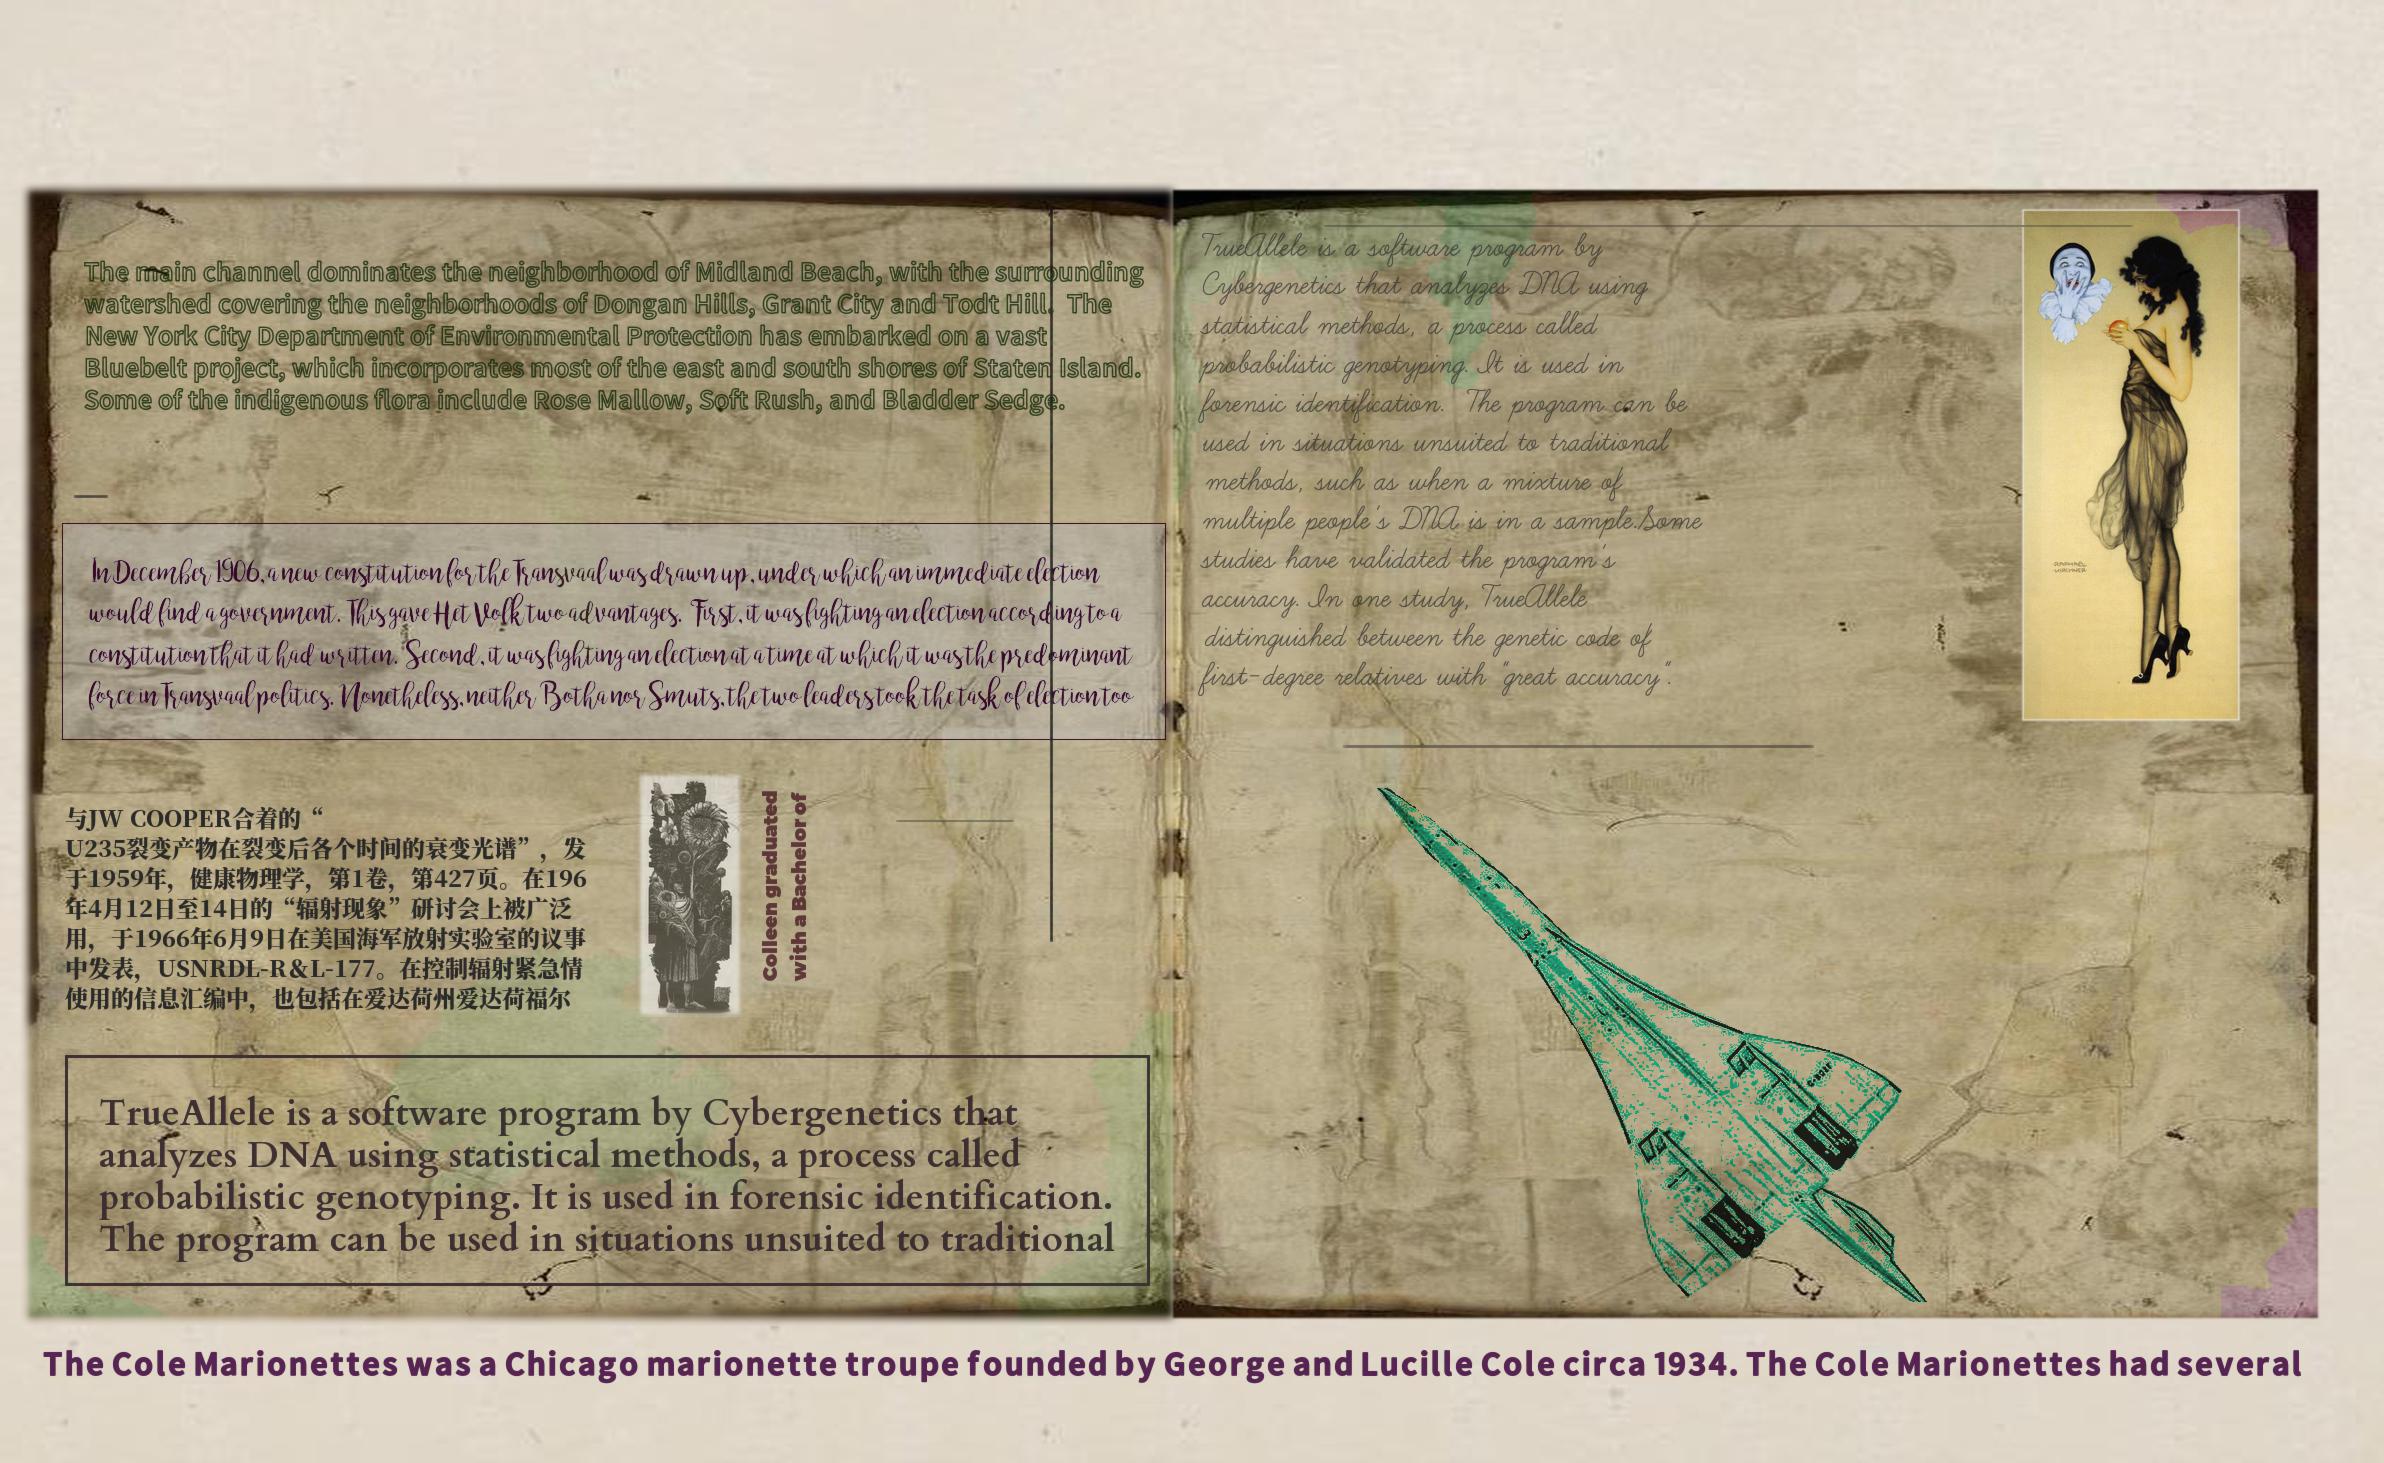 The main channel dominates the neighborhood of Midland Beach, with the surrounding
watershed covering the neighborhoods of Dongan Hills, Grant City and Todt Hill.  The
New York City Department of Environmental Protection has embarked on a vast
Bluebelt project, which incorporates most of the east and south shores of Staten Island.
Some of the indigenous flora include Rose Mallow, Soft Rush, and Bladder Sedge.
In December 1906, a new constitution for the Transvaal was drawn up, under which an immediate election
would find a government. This gave Het Volk two advantages. First, it was fighting an election according to a
constitution that it had written. Second, it was fighting an election at a time at which it was the predominant
force in Transvaal politics. Nonetheless, neither Botha nor Smuts, the two leaders took the task of election too
与JW COOPER合着的“
U235裂变产物在裂变后各个时间的衰变光谱”，发
于1959年，健康物理学，第1卷，第427页。在196
年4月12日至14日的“辐射现象”研讨会上被广泛
用，于1966年6月9日在美国海军放射实验室的议事
中发表，USNRDL-R＆L-177。在控制辐射紧急情
使用的信息汇编中，也包括在爱达荷州爱达荷福尔
Colleen graduated
with a Bachelor of
TrueAllele is a software program by Cybergenetics that
analyzes DNA using statistical methods, a process called
probabilistic genotyping. It is used in forensic identification.
The program can be used in situations unsuited to traditional
TrueAllele is a software program by
Cybergenetics that analyzes DNA using
statistical methods, a process called
probabilistic genotyping. It is used in
forensic identification.  The program can be
used in situations unsuited to traditional
methods, such as when a mixture of
multiple people's DNA is in a sample.Some
studies have validated the program's
accuracy. In one study, TrueAllele
distinguished between the genetic code of
first-degree relatives with "great accuracy".
RAPHAEL
KIRCHNER
The Cole Marionettes was a Chicago marionette troupe founded by George and Lucille Cole circa 1934. The Cole Marionettes had several